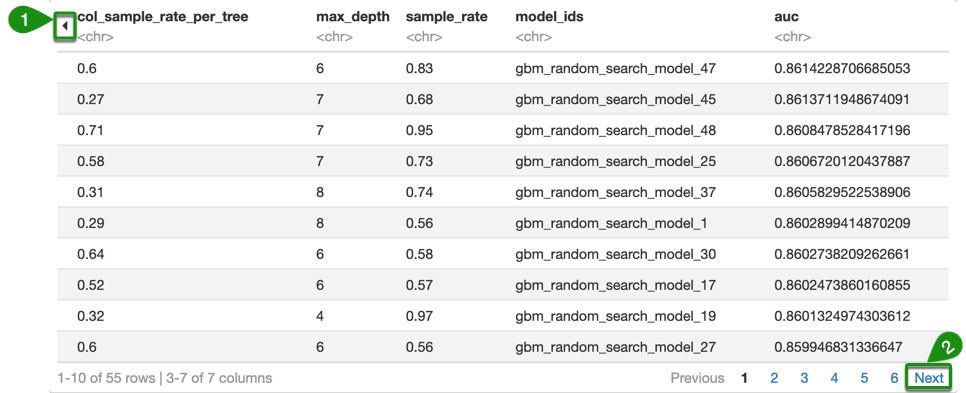 1
col_sample_rate_per_tree max_depth sample_rate model_ids auc
<chr> <chr> <chr> <chr> <chr>
0.6 6 0.83 gbm_random_search_model_47 0.8614228706685053
0.27 7 0.68 gbm_random_search_model_45 0.8613711948674091
0.71 7 0.95 gbm_random_search_model_48 0.8608478528417196
0.58 7 0.73 gbm_random_search_model_25 0.8606720120437887
0.31 8 0.74 gbm_random_search_model_37 0.8605829522538906
0.29 8 0.56 gbm_random_search_model_1 0.8602899414870209
0.64 6 0.58 gbm_random_search_model_30 0.8602738209262661
0.52 6 0.57 gbm_random_search_model_17 0.8602473860160855
0.32 4 0.97 gbm_random_search_model_19 0.8601324974303612
0.6 6 0.56 gbm_random_search_model_27 0.859946831336647
2
1-10 of 55 rows | 3-7 of 7 columns Previous 1 2 3 4 5 6 Next